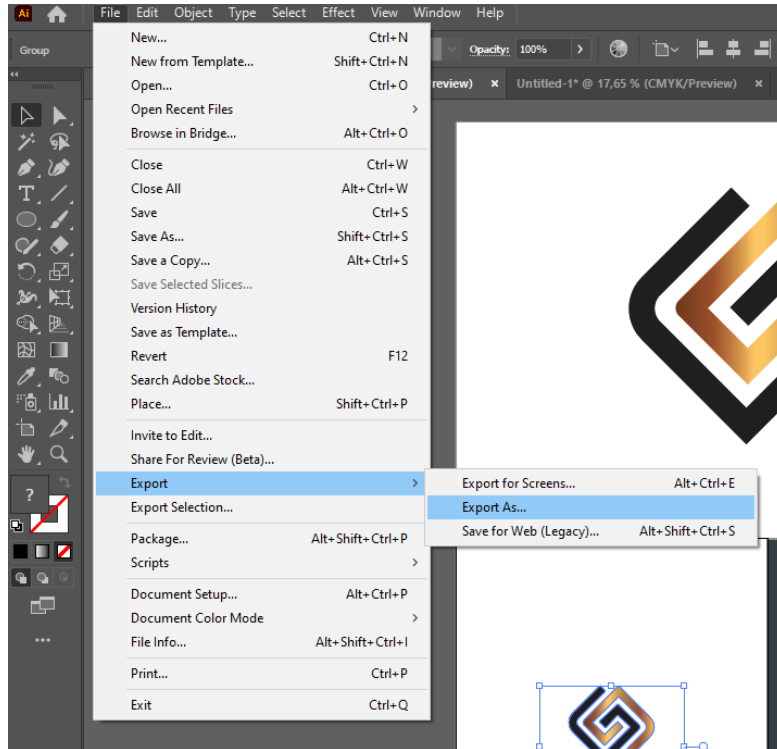 Ai File Edit Object Type Select Effect View Window Help
Group
Opacity: 100%
review) × Untitled-1* @ 17,65 % (CMYK/Preview) ×
New... Ctrl+N
New from Template... Shift+Ctrl+N
Open... Ctrl+O
Open Recent Files
Browse in Bridge... Alt+Ctrl+O
Close Ctrl+W
Close All Alt+Ctrl+W
Save Ctrl+S
Save As... Shift+Ctrl+S
Save a Copy... Alt+Ctrl+S
Save Selected Slices...
Version History
Save as Template...
Revert F12
Search Adobe Stock...
Place... Shift+Ctrl+P
Invite to Edit...
Share For Review (Beta)...
Export
Export Selection...
Package... Alt+Shift+Ctrl+P
Scripts
Document Setup... Alt+Ctrl+P
Document Color Mode
File Info... Alt+Shift+Ctrl+I
Print... Ctrl+P
Exit Ctrl+Q
Export for Screens... Alt+Ctrl+E
Export As...
Save for Web (Legacy)... Alt+Shift+Ctrl+S
?